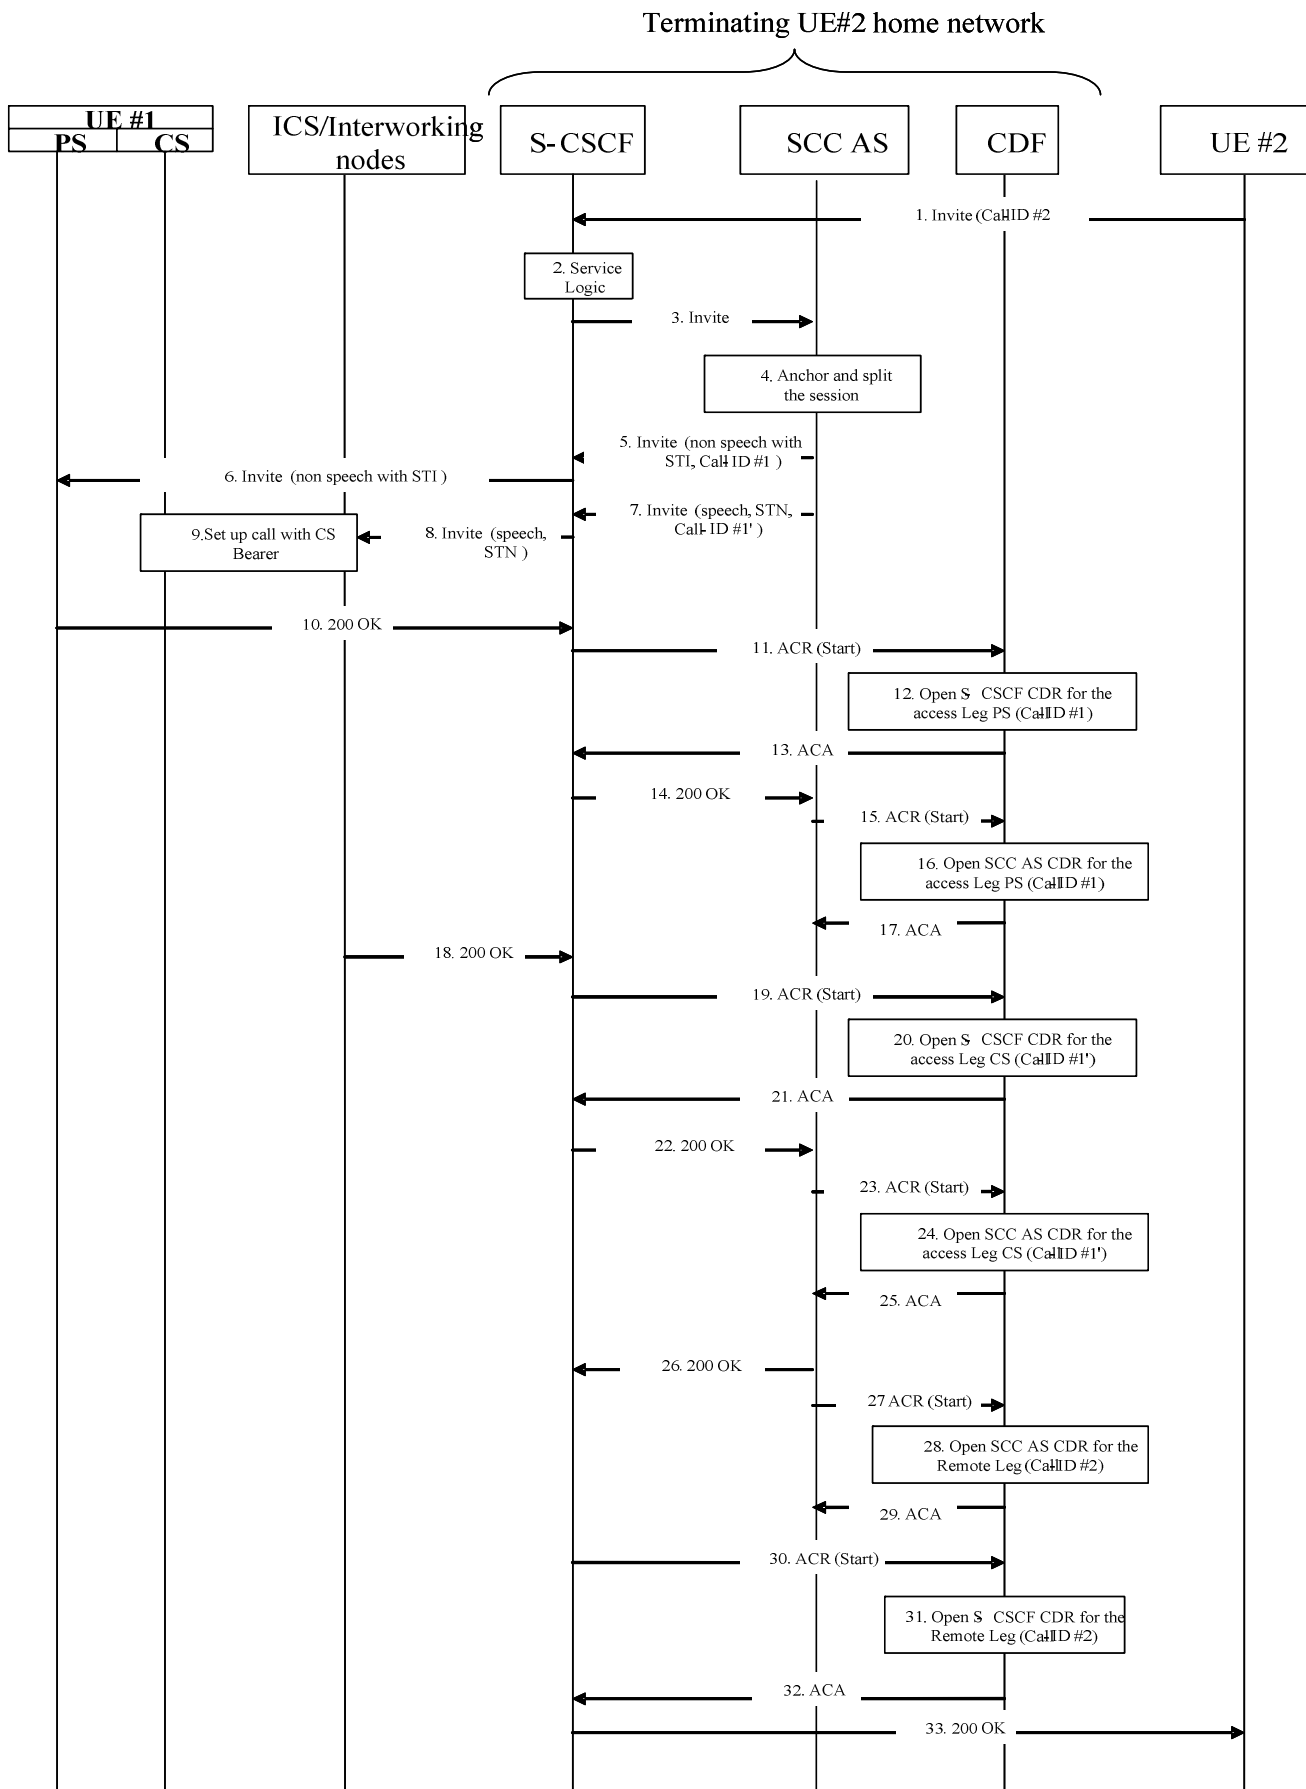 Terminating UE#2 home network
UE #1
PS CS
ICS/Interworking
nodes
S-CSCF
SCC AS
CDF
UE #2
1. Invite (Call-ID #2
2. Service
Logic
3. Invite
4. Anchor and split
the session
5. Invite (non speech with
STI, Call-ID #1 )
6. Invite (non speech with STI )
7. Invite (speech, STN,
Call-ID #1' )
8. Invite (speech,
STN )
9.Set up call with CS
Bearer
10. 200 OK
11. ACR (Start)
12. Open S- CSCF CDR for the
access Leg PS (Call-ID #1)
13. ACA
14. 200 OK
15. ACR (Start)
16. Open SCC AS CDR for the
access Leg PS (Call-ID #1)
17. ACA
18. 200 OK
19. ACR (Start)
20. Open S- CSCF CDR for the
access Leg CS (Call-ID #1')
21. ACA
22. 200 OK
23. ACR (Start)
24. Open SCC AS CDR for the
access Leg CS (Call-ID #1')
25. ACA
26. 200 OK
27 ACR (Start)
28. Open SCC AS CDR for the
Remote Leg (Call-ID #2)
29. ACA
30. ACR (Start)
31. Open S- CSCF CDR for the
Remote Leg (Call-ID #2)
32. ACA
33. 200 OK